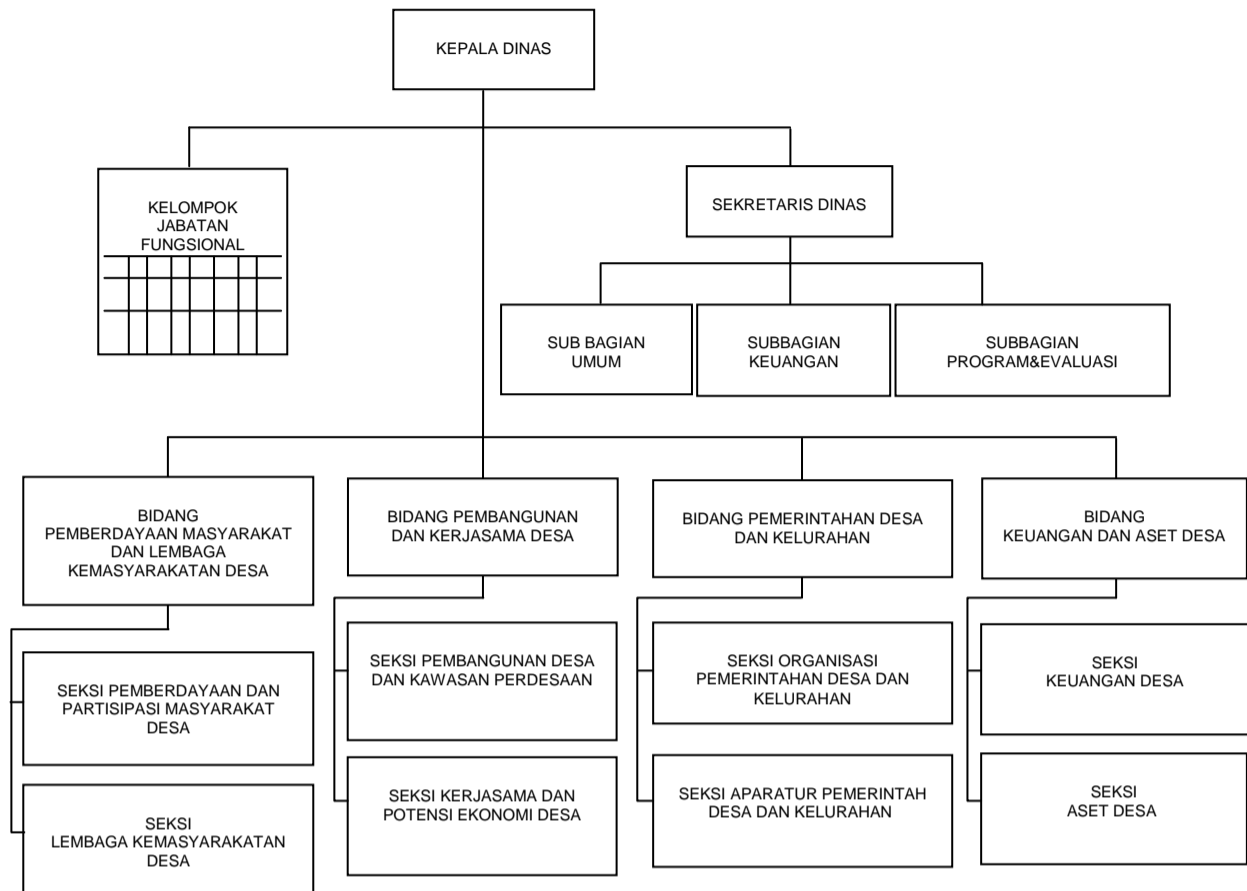 KEPALA DINAS
KELOMPOK
JABATAN
FUNGSIONAL
SEKRETARIS DINAS
SUB BAGIAN
UMUM
SUBBAGIAN
KEUANGAN
SUBBAGIAN
PROGRAM&EVALUASI
BIDANG
PEMBERDAYAAN MASYARAKAT
DAN LEMBAGA
KEMASYARAKATAN DESA
BIDANG PEMBANGUNAN
DAN KERJASAMA DESA
BIDANG PEMERINTAHAN DESA
DAN KELURAHAN
BIDANG
KEUANGAN DAN ASET DESA
SEKSI PEMBERDAYAAN DAN
PARTISIPASI MASYARAKAT
DESA
SEKSI PEMBANGUNAN DESA
DAN KAWASAN PERDESAAN
SEKSI ORGANISASI
PEMERINTAHAN DESA DAN
KELURAHAN
SEKSI
KEUANGAN DESA
SEKSI
LEMBAGA KEMASYARAKATAN
DESA
SEKSI KERJASAMA DAN
POTENSI EKONOMI DESA
SEKSI APARATUR PEMERINTAH
DESA DAN KELURAHAN
SEKSI
ASET DESA